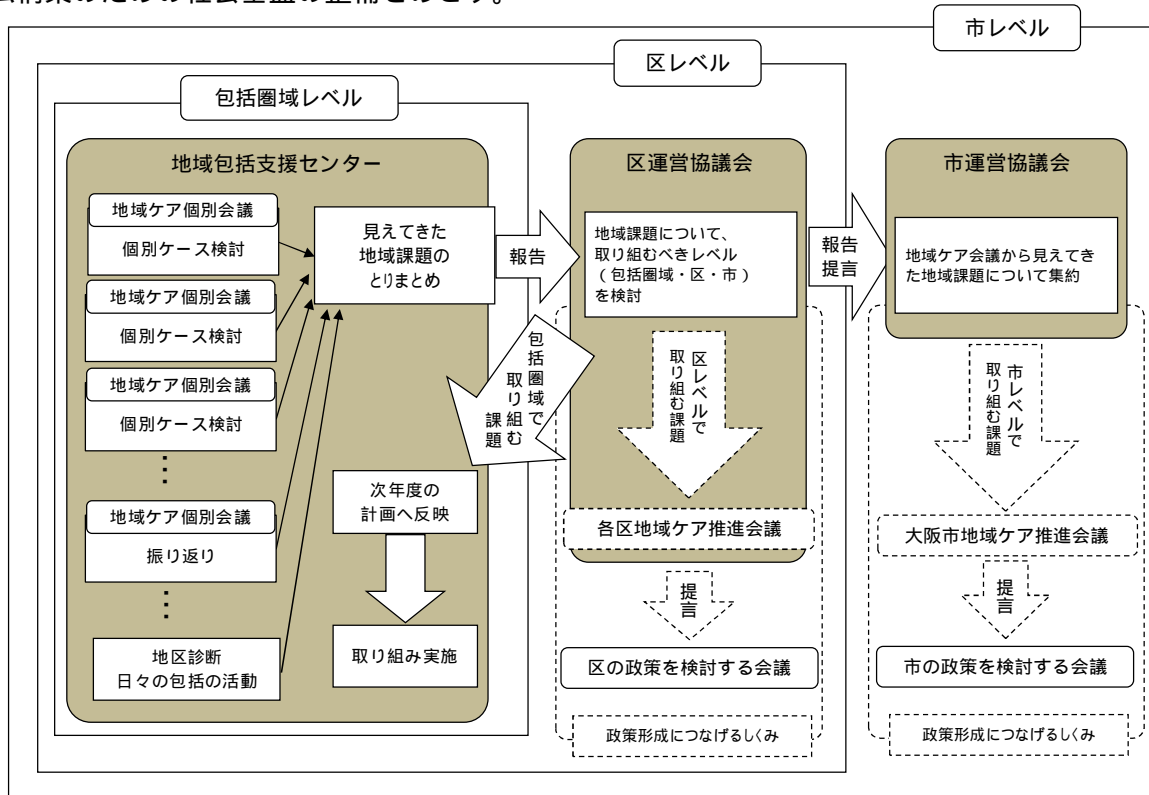 市レベル
区レベル
包括圏域レベル
地域包括支援センター
地域ケア個別会議
個別ケース検討
地域ケア個別会議
個別ケース検討
地域ケア個別会議
個別ケース検討
地域ケア個別会議
振り返り
地区診断
日々の包括の活動
見えてきた
地域課題の
とりまとめ
報告
包括圏域で
取り組む
課題
次年度の
計画へ反映
取り組み実施
区運営協議会
地域課題について、
取り組むべきレベル
(包括圏域・区・市)
を検討
区レベルで
取り組む課題
各区地域ケア推進会議
提言
区の政策を検討する会議
政策形成につなげるしくみ
報告
提言
市運営協議会
地域ケア会議から見えてき
た地域課題について集約
市レベルで
取り組む課題
大阪市地域ケア推進会議
提言
市の政策を検討する会議
政策形成につなげるしくみ